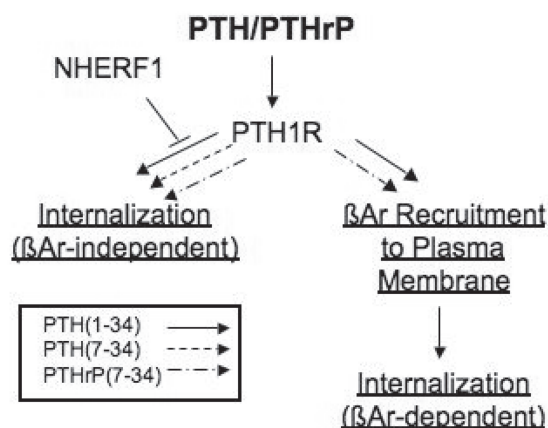 PTH/PTHrP
NHERF1
PTH1R
Internalization
(ßAr-independent)
ßAr Recruitment
to Plasma
Membrane
PTH(1-34)
PTH(7-34)
PTHrP(7-34)
Internalization
(ßAr-dependent)